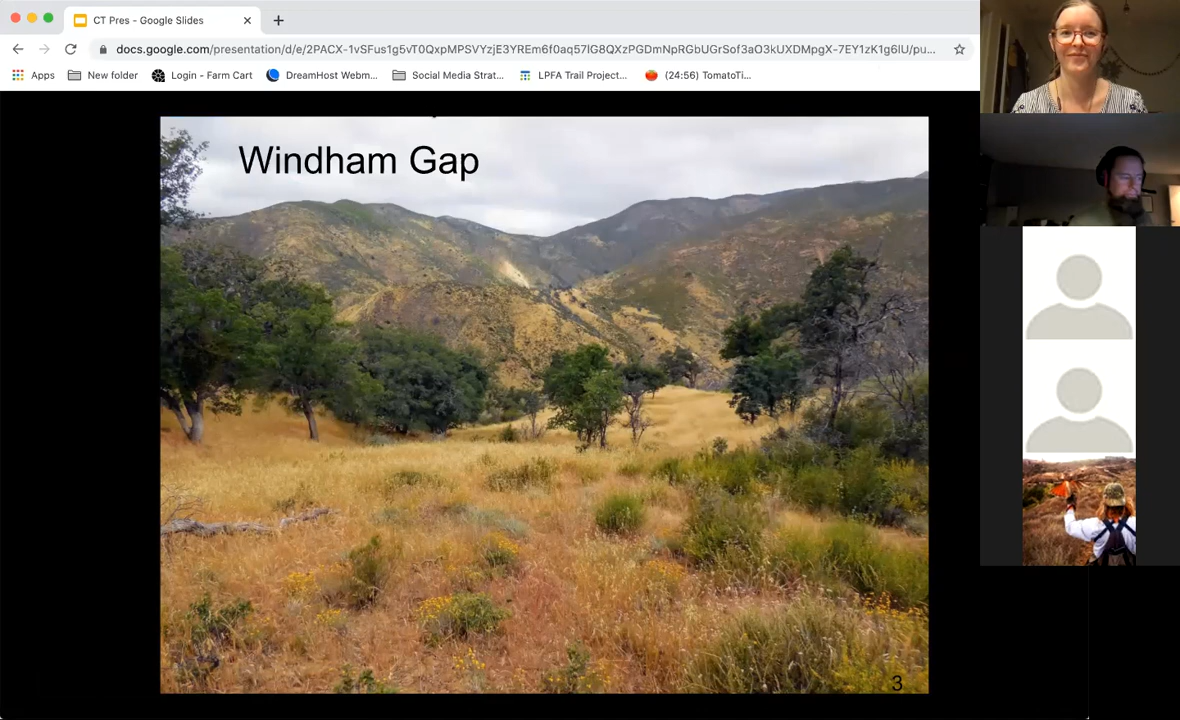 CT Pres - Google Slides
docs.google.com/presentation/d/e/2PACX-1vSFus1g5vT0QxpMPSVYzjE3YREm6f0aq57IG8QXzPGDmNpRGbUGrSof3aO3kUXDMpgX-7EY1zK1g6IU/pu...
Apps New folder Login - Farm Cart DreamHost Webm... Social Media Strat... LPFA Trail Project... (24:56) TomatoTi...
Windham Gap
3